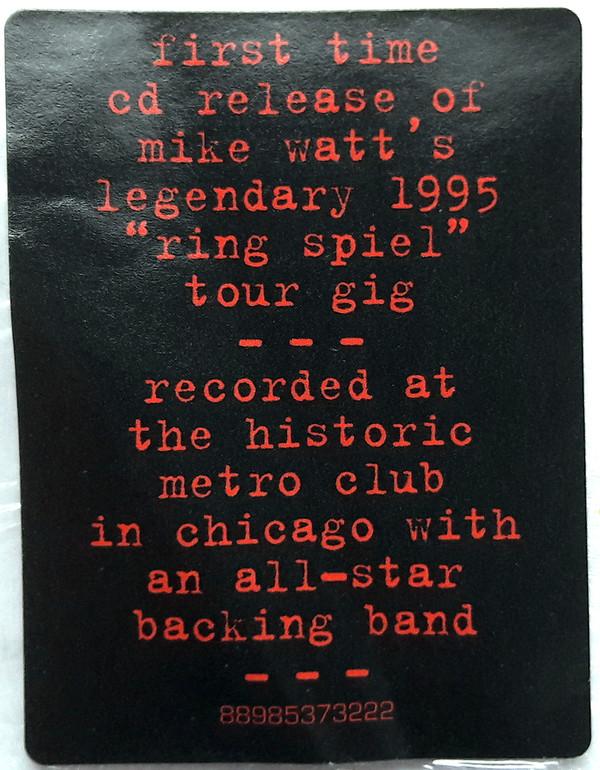 first time
cd release of
mike watt's
legendary 1995
"ring spiel"
tour gig
---
recorded at
the historic
metro club
in chicago with
an all-star
backing band
---
88985373222